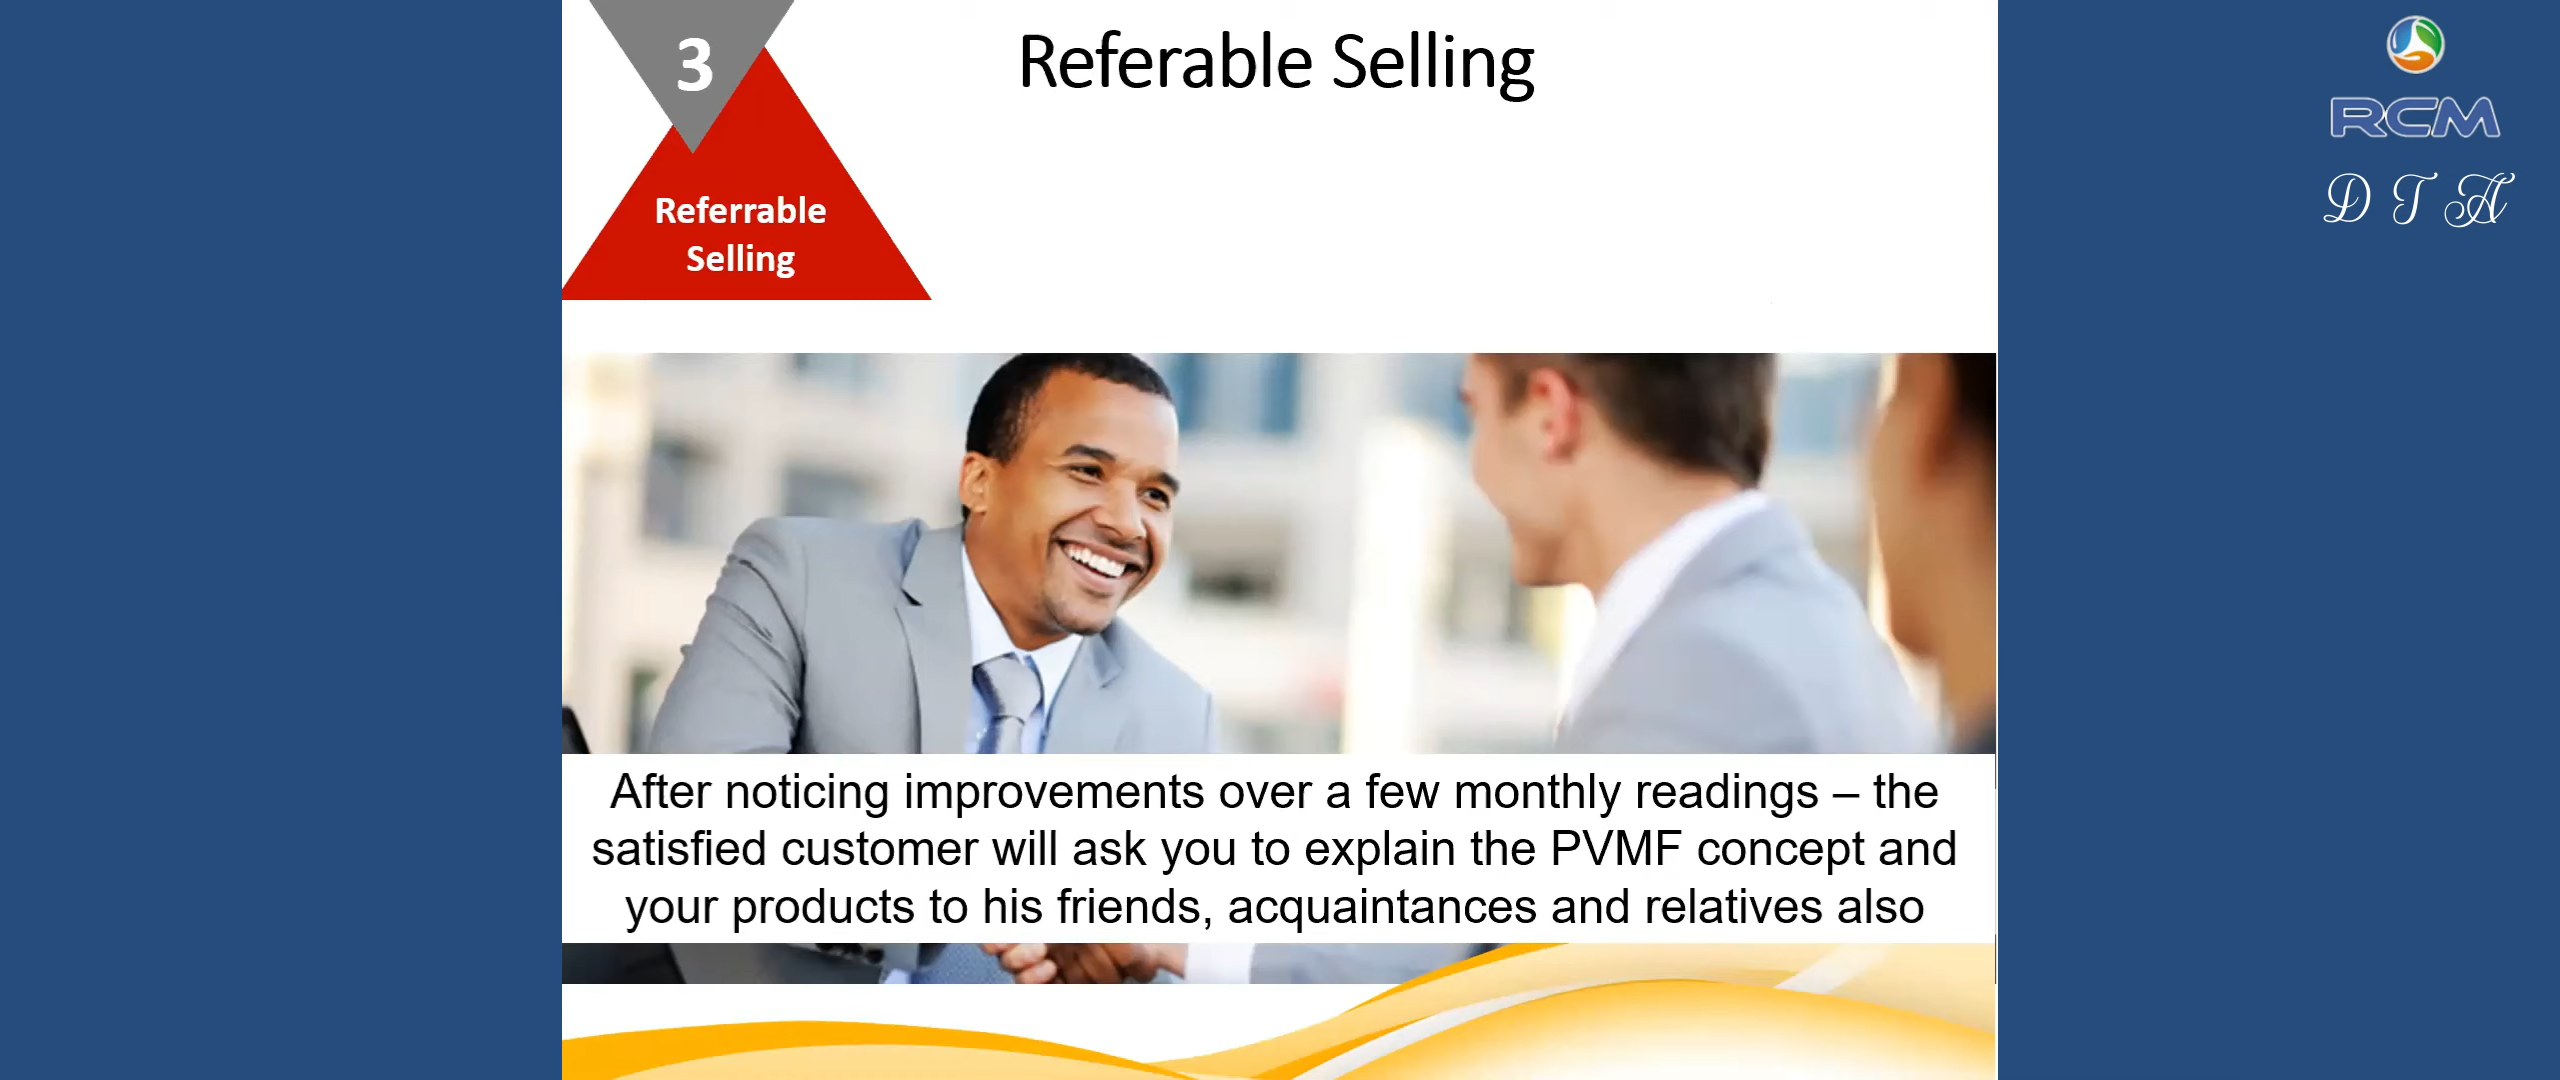 3
Referable Selling
Referrable
Selling
RCM
D T A
After noticing improvements over a few monthly readings – the
satisfied customer will ask you to explain the PVMF concept and
your products to his friends, acquaintances and relatives also